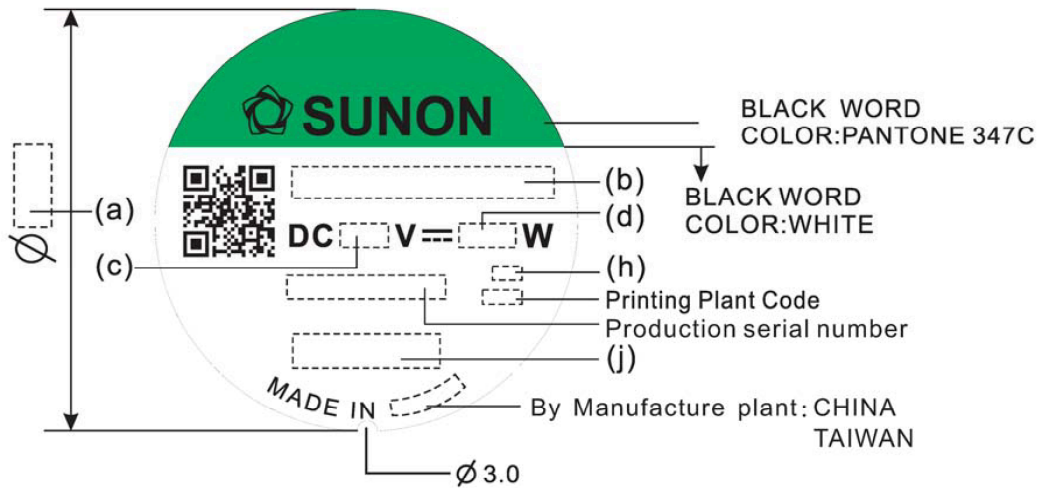 SUNON
BLACK WORD
COLOR:PANTONE 347C
(a)
(b)
BLACK WORD
COLOR:WHITE
(d)
DC V W
(c)
(h)
Printing Plant Code
Production serial number
(j)
MADE IN
By Manufacture plant: CHINA
TAIWAN
Ø
Ø 3.0